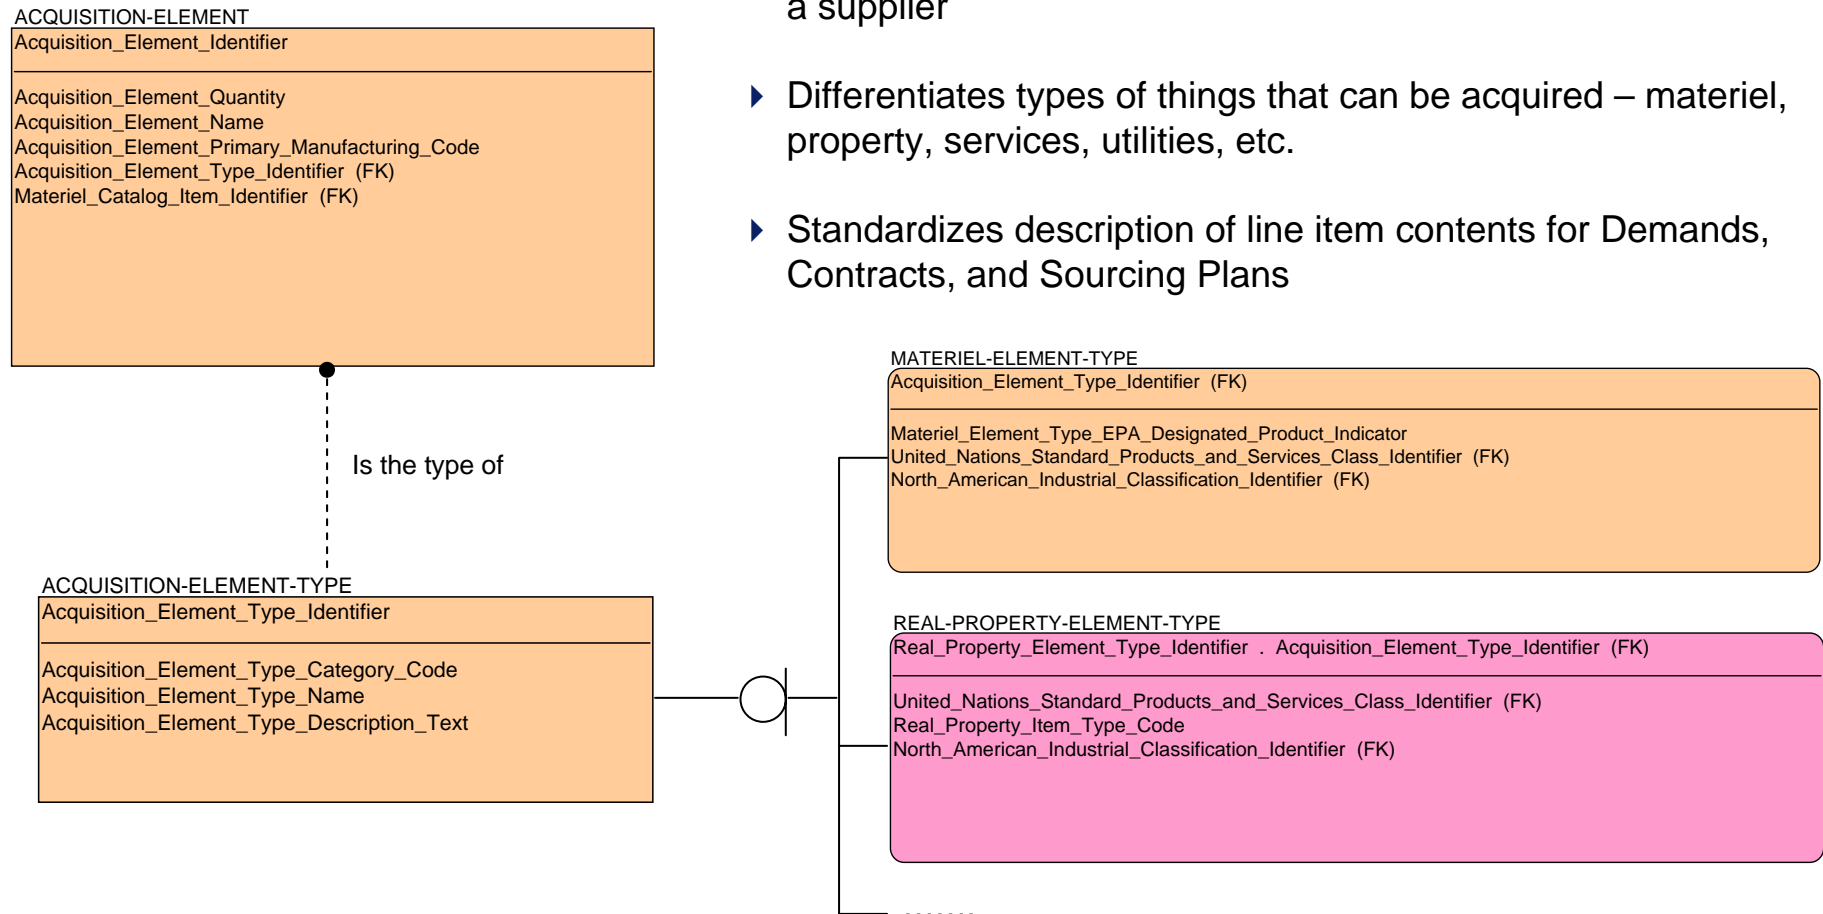 ACQUISITION-ELEMENT
Acquisition_Element_Identifier
Acquisition_Element_Quantity
Acquisition_Element_Name
Acquisition_Element_Primary_Manufacturing_Code
Acquisition_Element_Type_Identifier (FK)
Materiel_Catalog_Item_Identifier (FK)
a supplier
Differentiates types of things that can be acquired – materiel,
property, services, utilities, etc.
Standardizes description of line item contents for Demands,
Contracts, and Sourcing Plans
Is the type of
ACQUISITION-ELEMENT-TYPE
Acquisition_Element_Type_Identifier
Acquisition_Element_Type_Category_Code
Acquisition_Element_Type_Name
Acquisition_Element_Type_Description_Text
MATERIEL-ELEMENT-TYPE
Acquisition_Element_Type_Identifier (FK)
Materiel_Element_Type_EPA_Designated_Product_Indicator
United_Nations_Standard_Products_and_Services_Class_Identifier (FK)
North_American_Industrial_Classification_Identifier (FK)
REAL-PROPERTY-ELEMENT-TYPE
Real_Property_Element_Type_Identifier . Acquisition_Element_Type_Identifier (FK)
United_Nations_Standard_Products_and_Services_Class_Identifier (FK)
Real_Property_Item_Type_Code
North_American_Industrial_Classification_Identifier (FK)